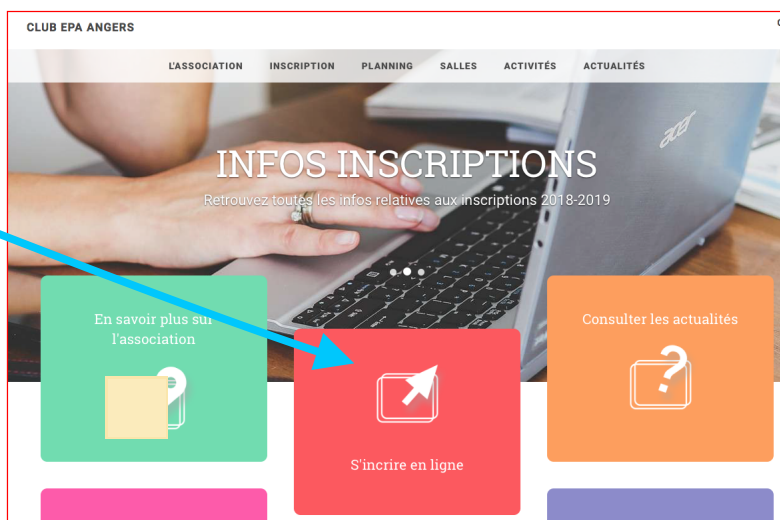 CLUB EPA ANGERS
L'ASSOCIATION INSCRIPTION PLANNING SALLES ACTIVITÉS ACTUALITÉS
acer
INFOS INSCRIPTIONS
Retrouvez toutes les infos relatives aux inscriptions 2018-2019
En savoir plus sur
l'association
Consulter les actualités
S'incrire en ligne